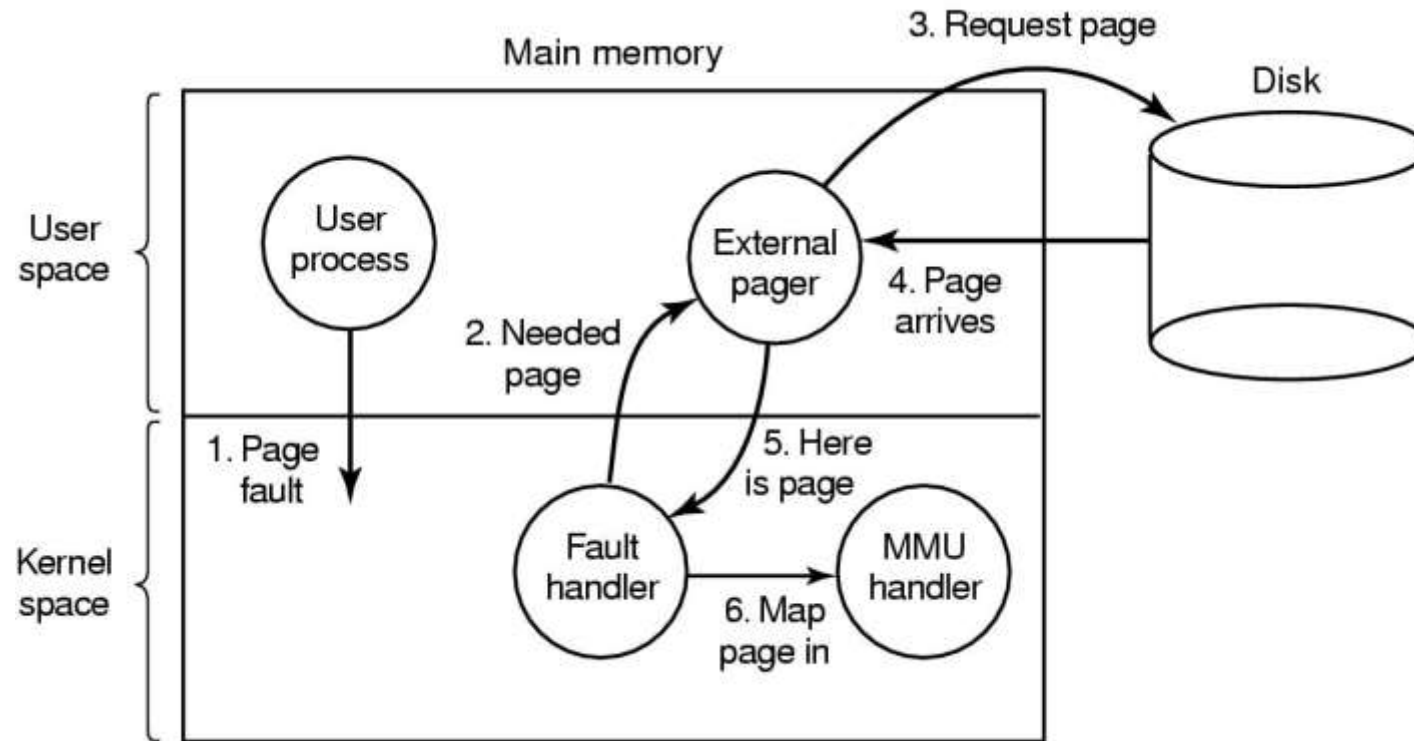 3. Request page
Main memory
Disk
User
space
User
process
External
pager
2. Needed
page
4. Page
arrives
1. Page
fault
5. Here
is page
Kernel
space
Fault
handler
MMU
handler
6. Map
page in